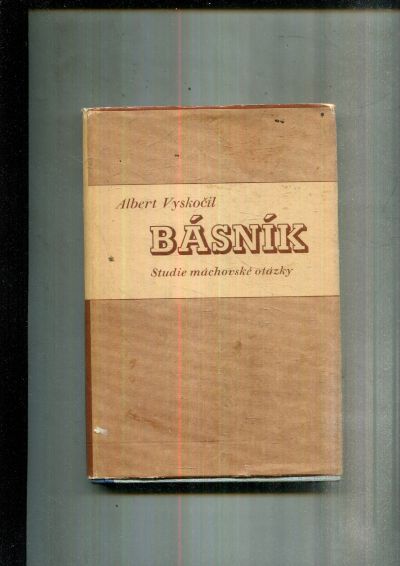 Albert Vyskočil
BÁSNÍK
Studie máchovské otázky